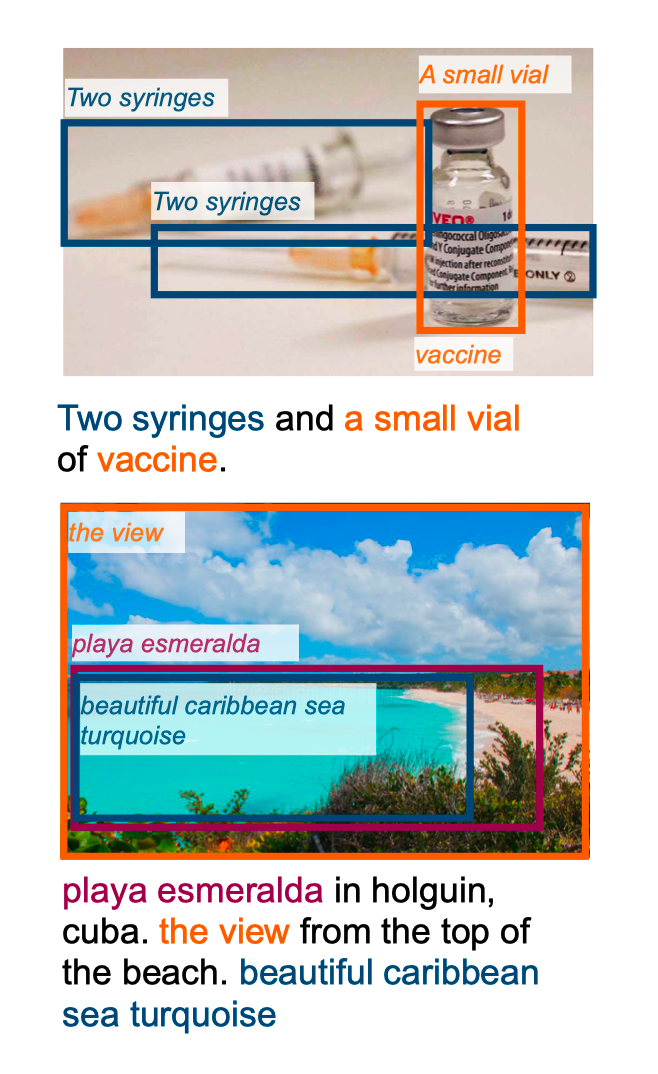 Two syringes
A small vial
Two syringes
VEO®
Y Conjugate Compone
injection after reconsti
Conjugate Component
further information
ONLY
vaccine
Two syringes and a small vial
of vaccine.
the view
playa esmeralda
beautiful caribbean sea
turquoise
playa esmeralda in holguin,
cuba. the view from the top of
the beach. beautiful caribbean
sea turquoise